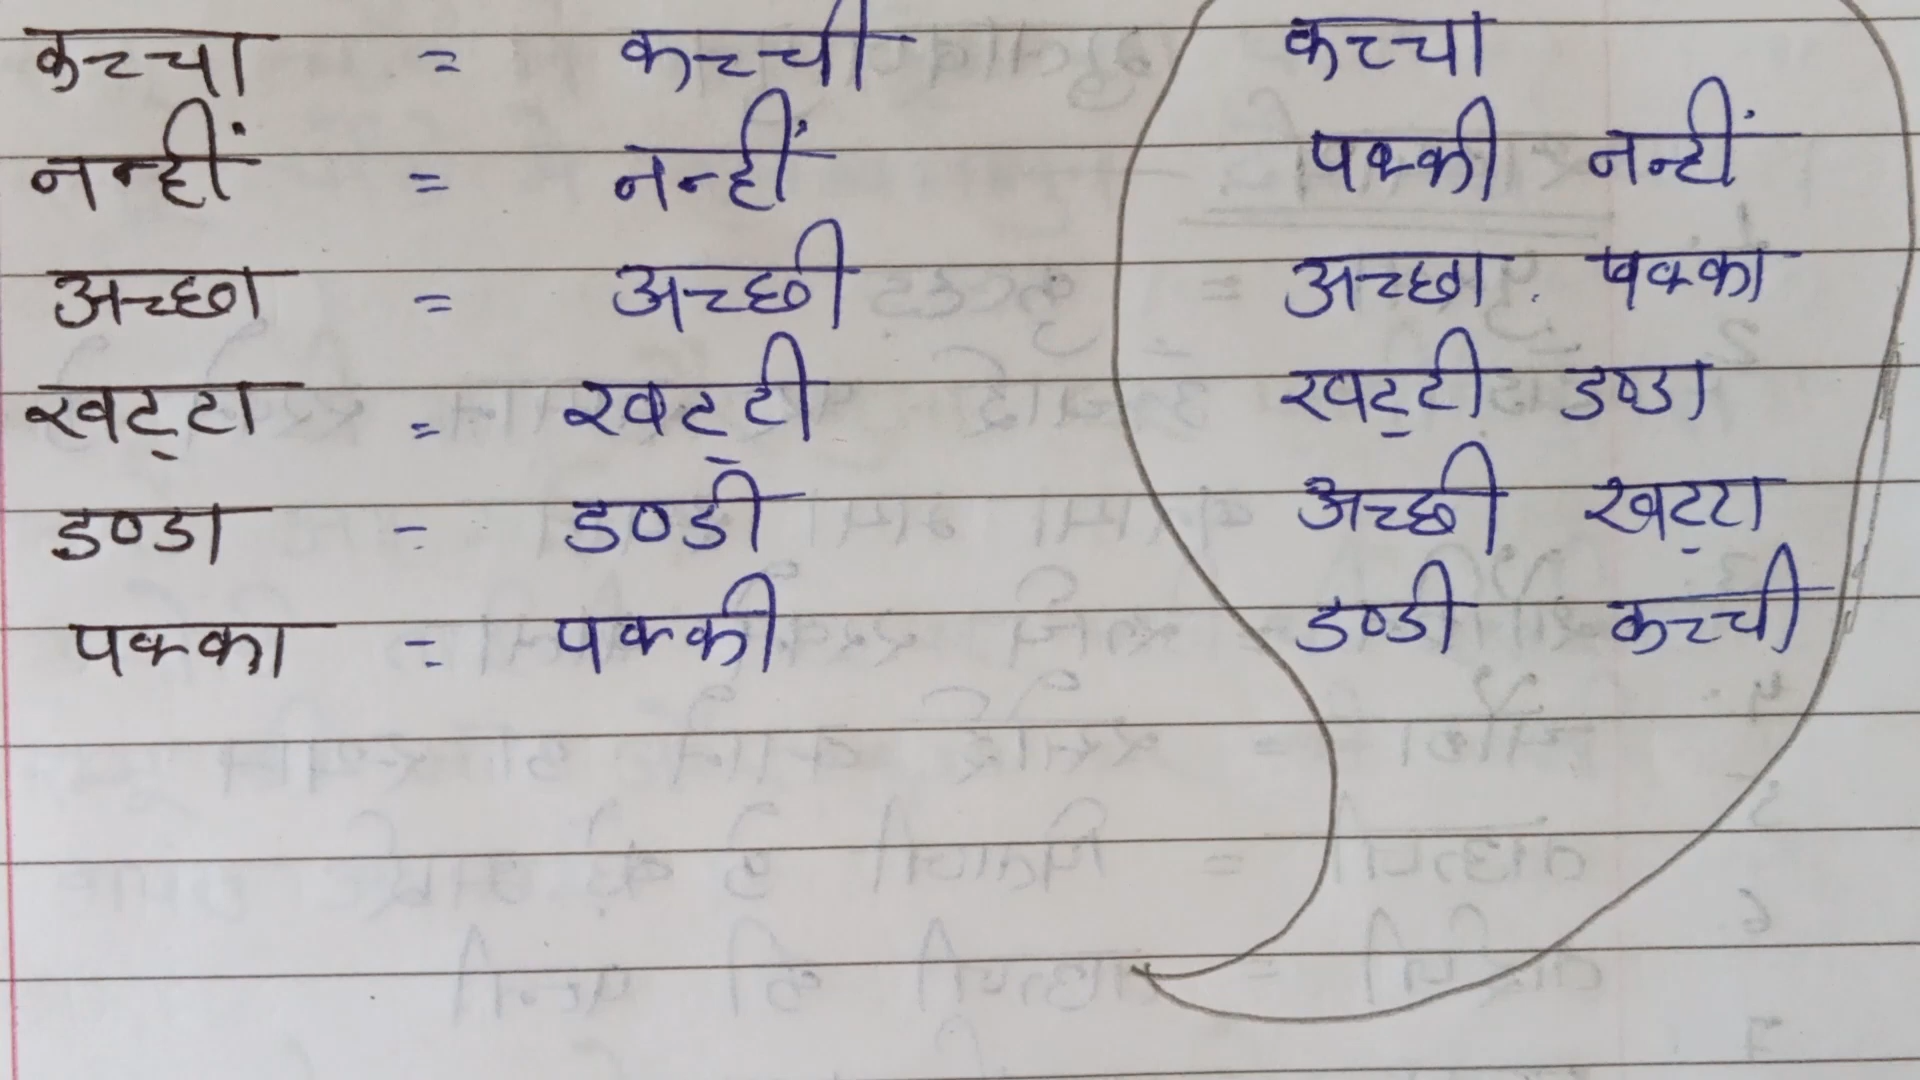 कच्चा = कच्ची कच्चा
नन्हीं = नन्हीं पक्की नन्हीं
अच्छा = अच्छी अच्छा. पक्का
खट्टा = खट्टी खट्टी डण्डा
डण्डा = डण्डी अच्छी खट्टा
पक्का = पक्की डण्डी कच्ची